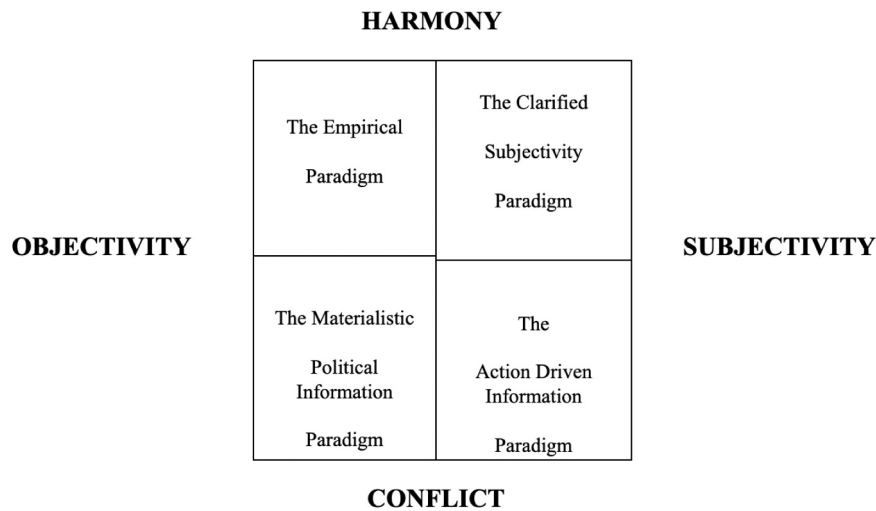 HARMONY
The Empirical
Paradigm
The Clarified
Subjectivity
Paradigm
OBJECTIVITY
SUBJECTIVITY
The Materialistic
Political
Information
Paradigm
The
Action Driven
Information
Paradigm
CONFLICT